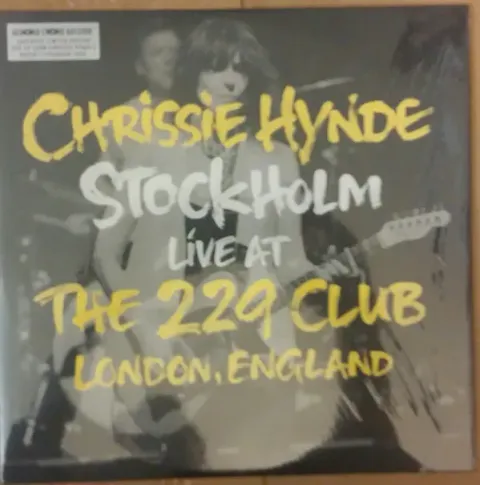 CHRISSIE HYNDE
STOCKHOLM
LIVE AT
THE 229 CLUB
LONDON, ENGLAND